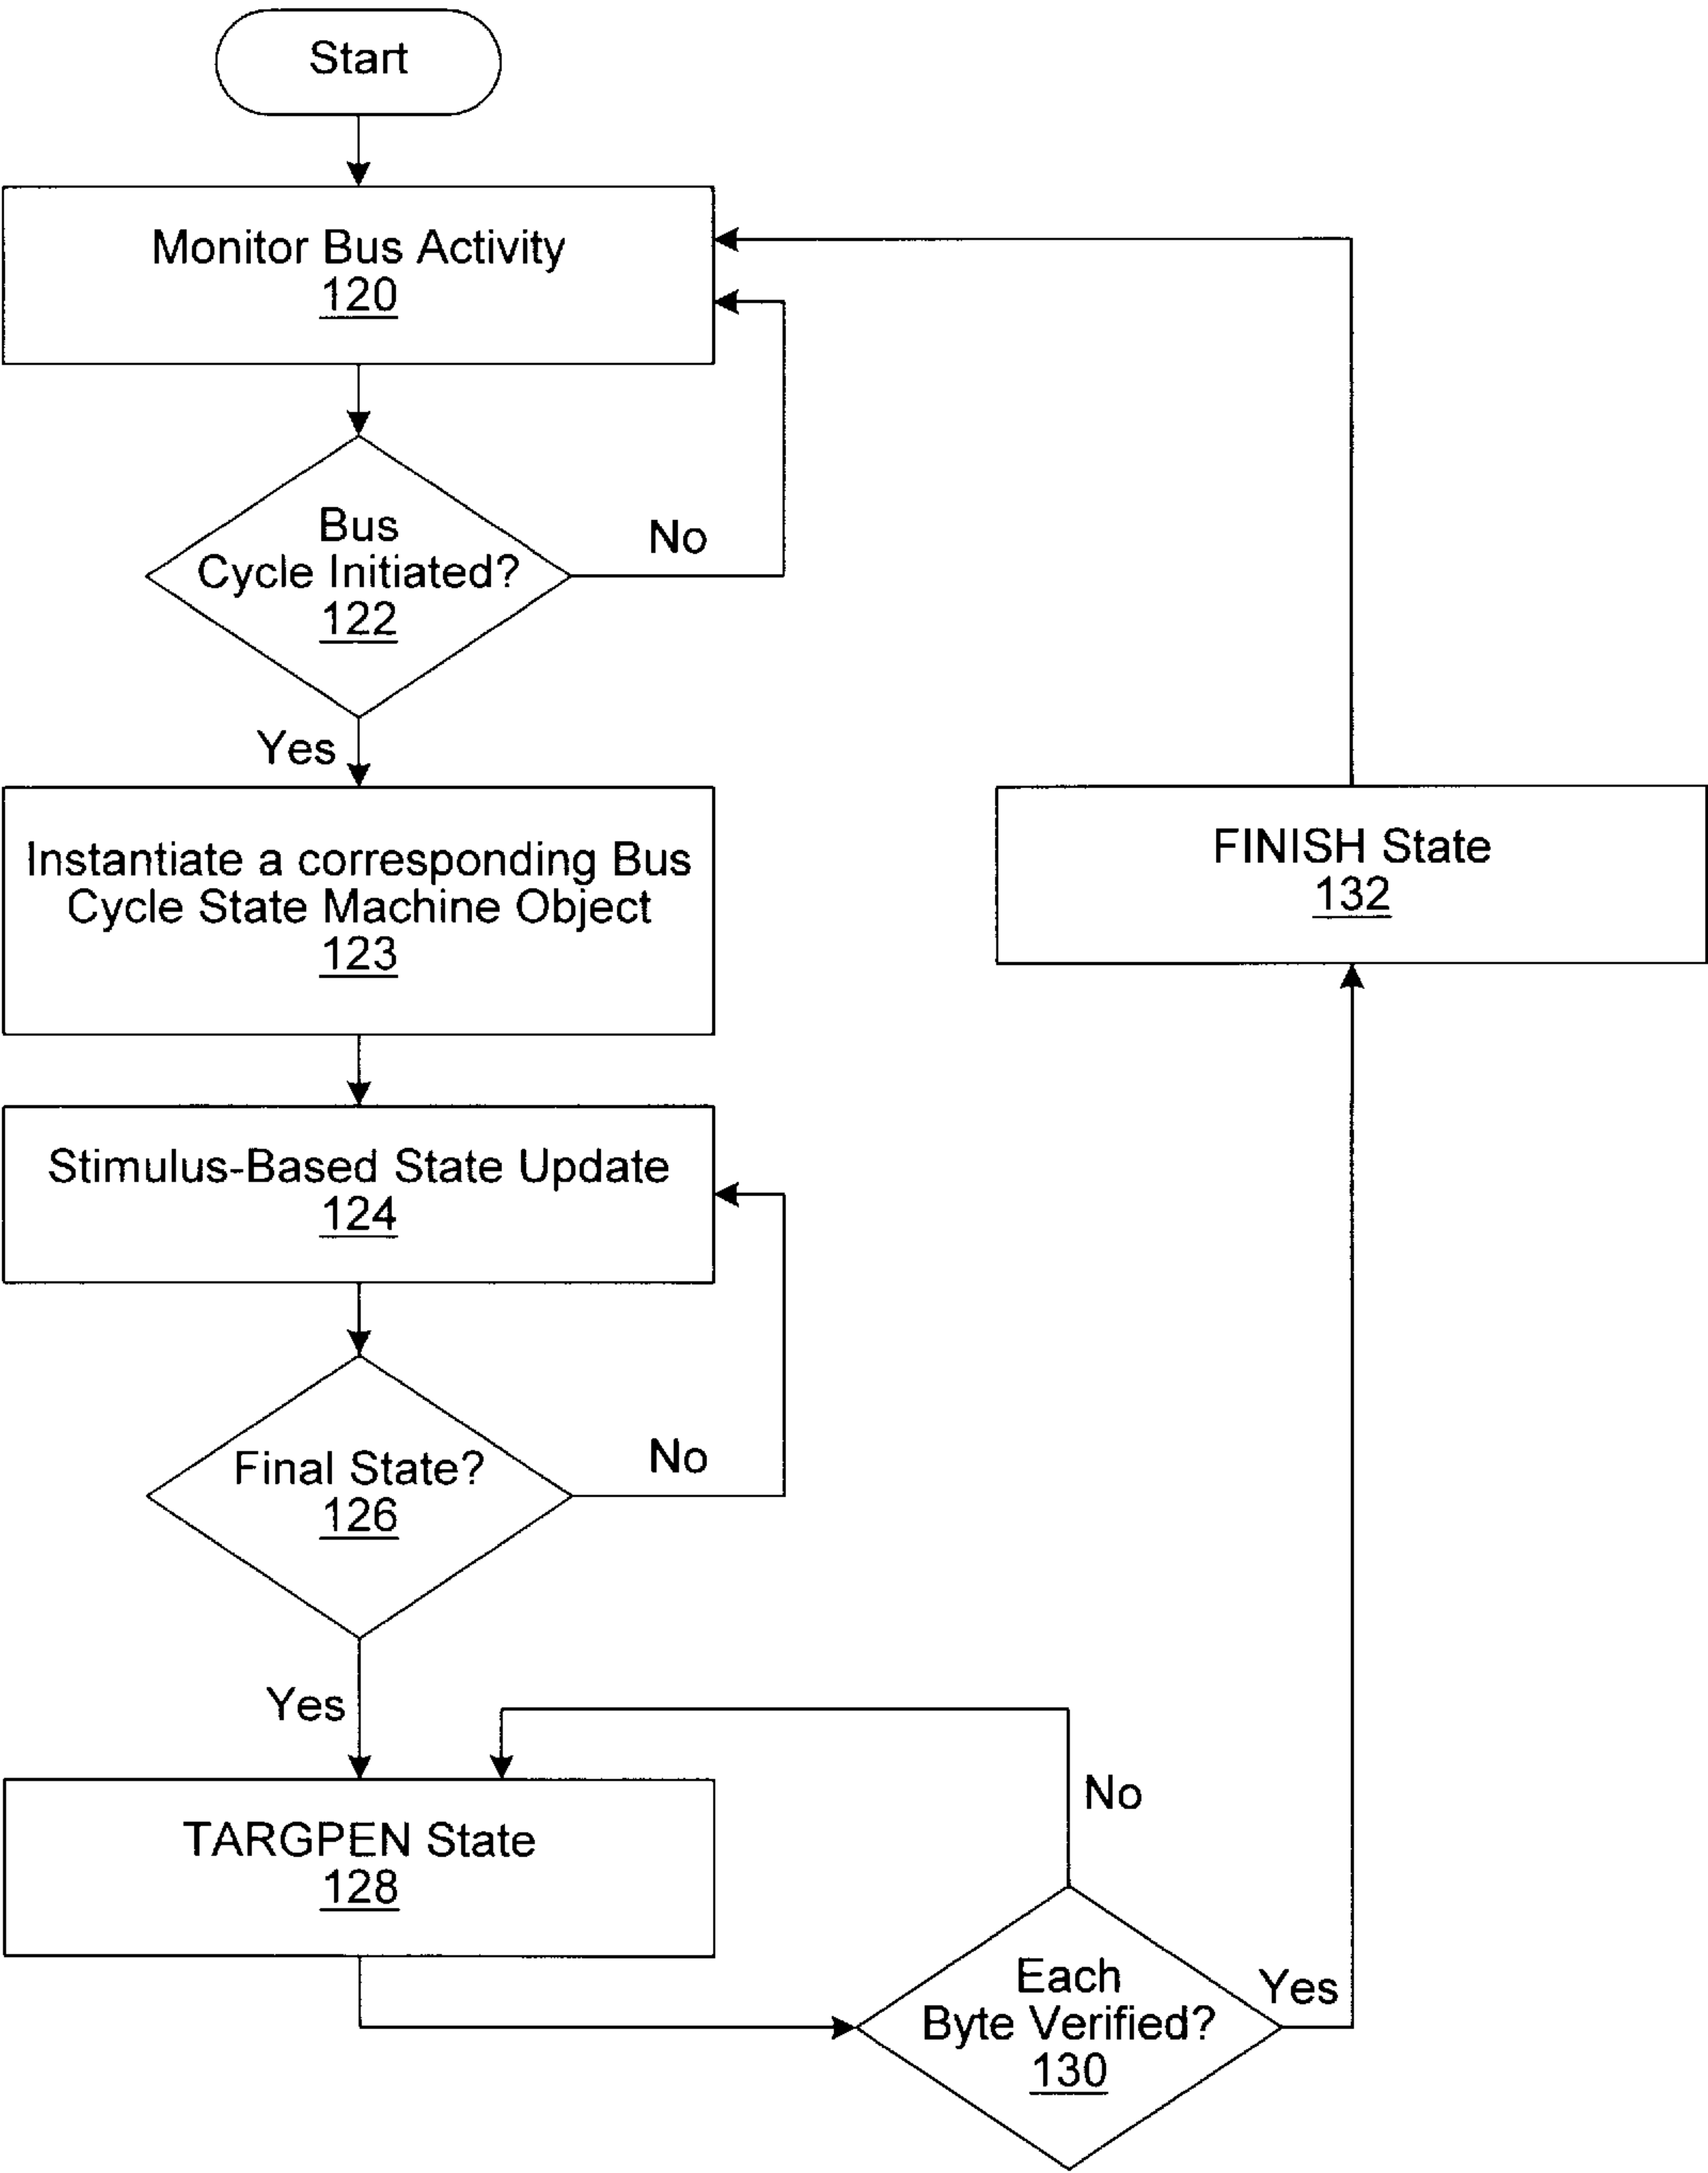 Start
Monitor Bus Activity
120
Bus
Cycle Initiated?
122
No
Yes
Instantiate a corresponding Bus
Cycle State Machine Object
123
FINISH State
132
Stimulus-Based State Update
124
Final State?
126
No
Yes
TARGPEN State
128
No
Each
Byte Verified?
130
Yes